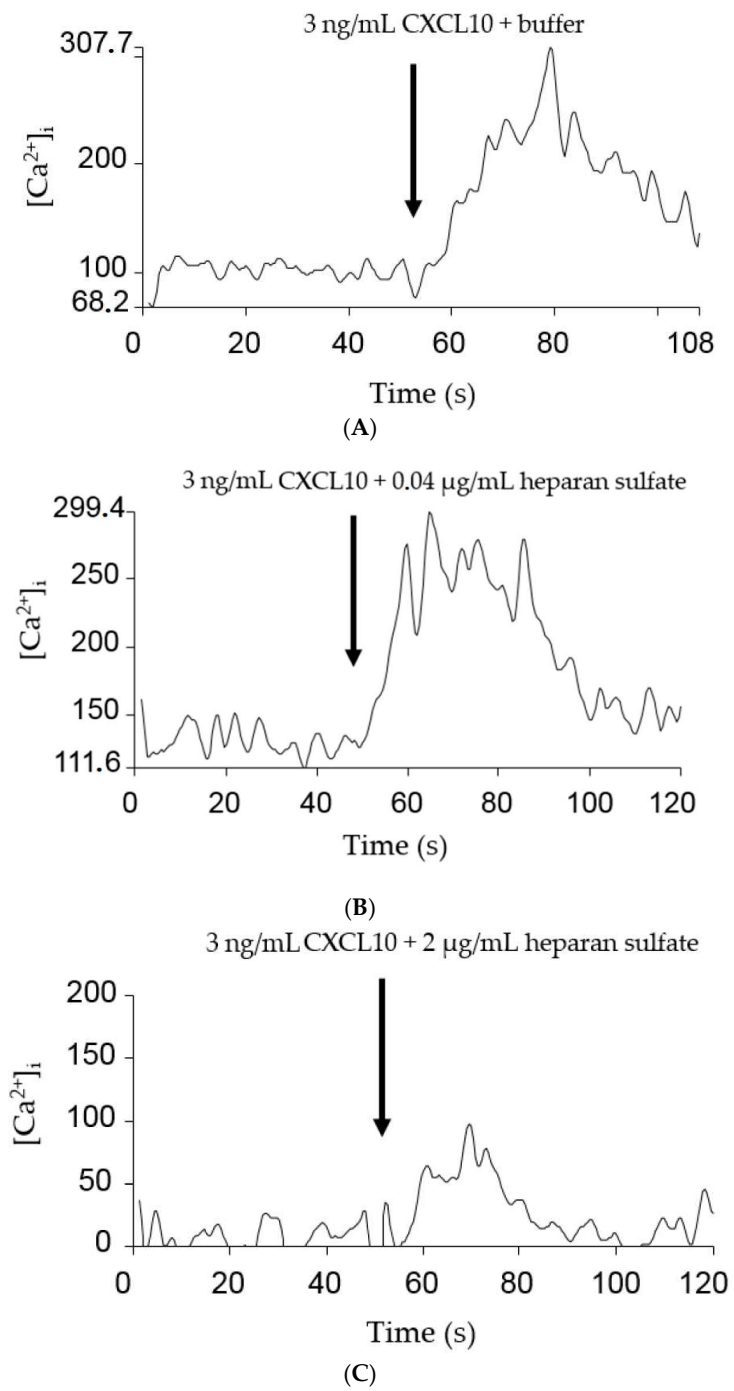 3 ng/mL CXCL10 + buffer
307.7
200
100
68.2
[Ca²⁺]ᵢ
0 20 40 60 80 108
Time (s)
(A)
3 ng/mL CXCL10 + 0.04 µg/mL heparan sulfate
299.4
250
200
150
111.6
[Ca²⁺]ᵢ
0 20 40 60 80 100 120
Time (s)
(B)
3 ng/mL CXCL10 + 2 µg/mL heparan sulfate
200
150
100
50
0
[Ca²⁺]ᵢ
0 20 40 60 80 100 120
Time (s)
(C)